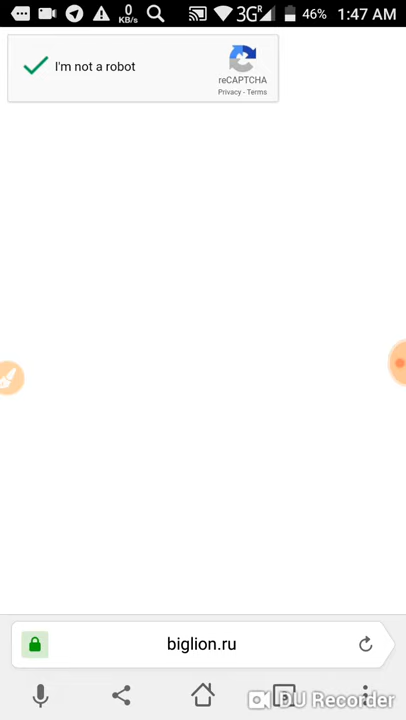 0
KB/s
3G R
46%
1:47 AM
I'm not a robot
reCAPTCHA
Privacy - Terms
biglion.ru
DU Recorder